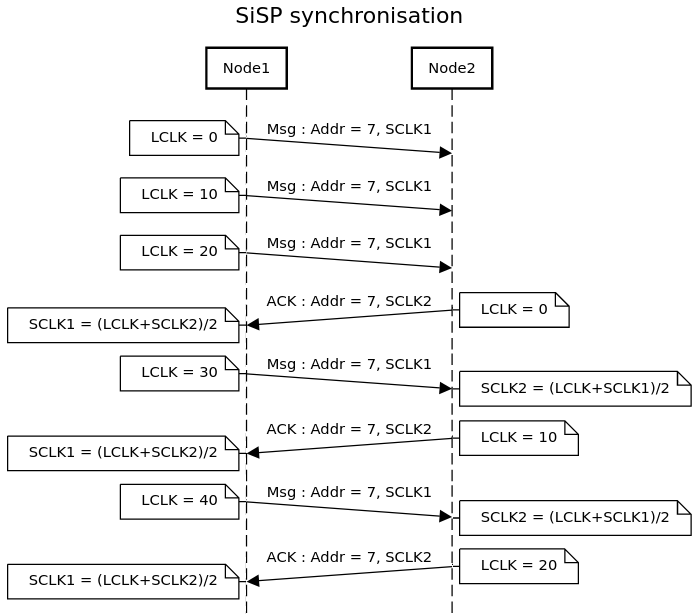 SiSP synchronisation
Node1
Node2
LCLK = 0
Msg : Addr = 7, SCLK1
LCLK = 10
Msg : Addr = 7, SCLK1
LCLK = 20
Msg : Addr = 7, SCLK1
ACK : Addr = 7, SCLK2
LCLK = 0
SCLK1 = (LCLK+SCLK2)/2
LCLK = 30
Msg : Addr = 7, SCLK1
SCLK2 = (LCLK+SCLK1)/2
ACK : Addr = 7, SCLK2
LCLK = 10
SCLK1 = (LCLK+SCLK2)/2
LCLK = 40
Msg : Addr = 7, SCLK1
SCLK2 = (LCLK+SCLK1)/2
ACK : Addr = 7, SCLK2
LCLK = 20
SCLK1 = (LCLK+SCLK2)/2